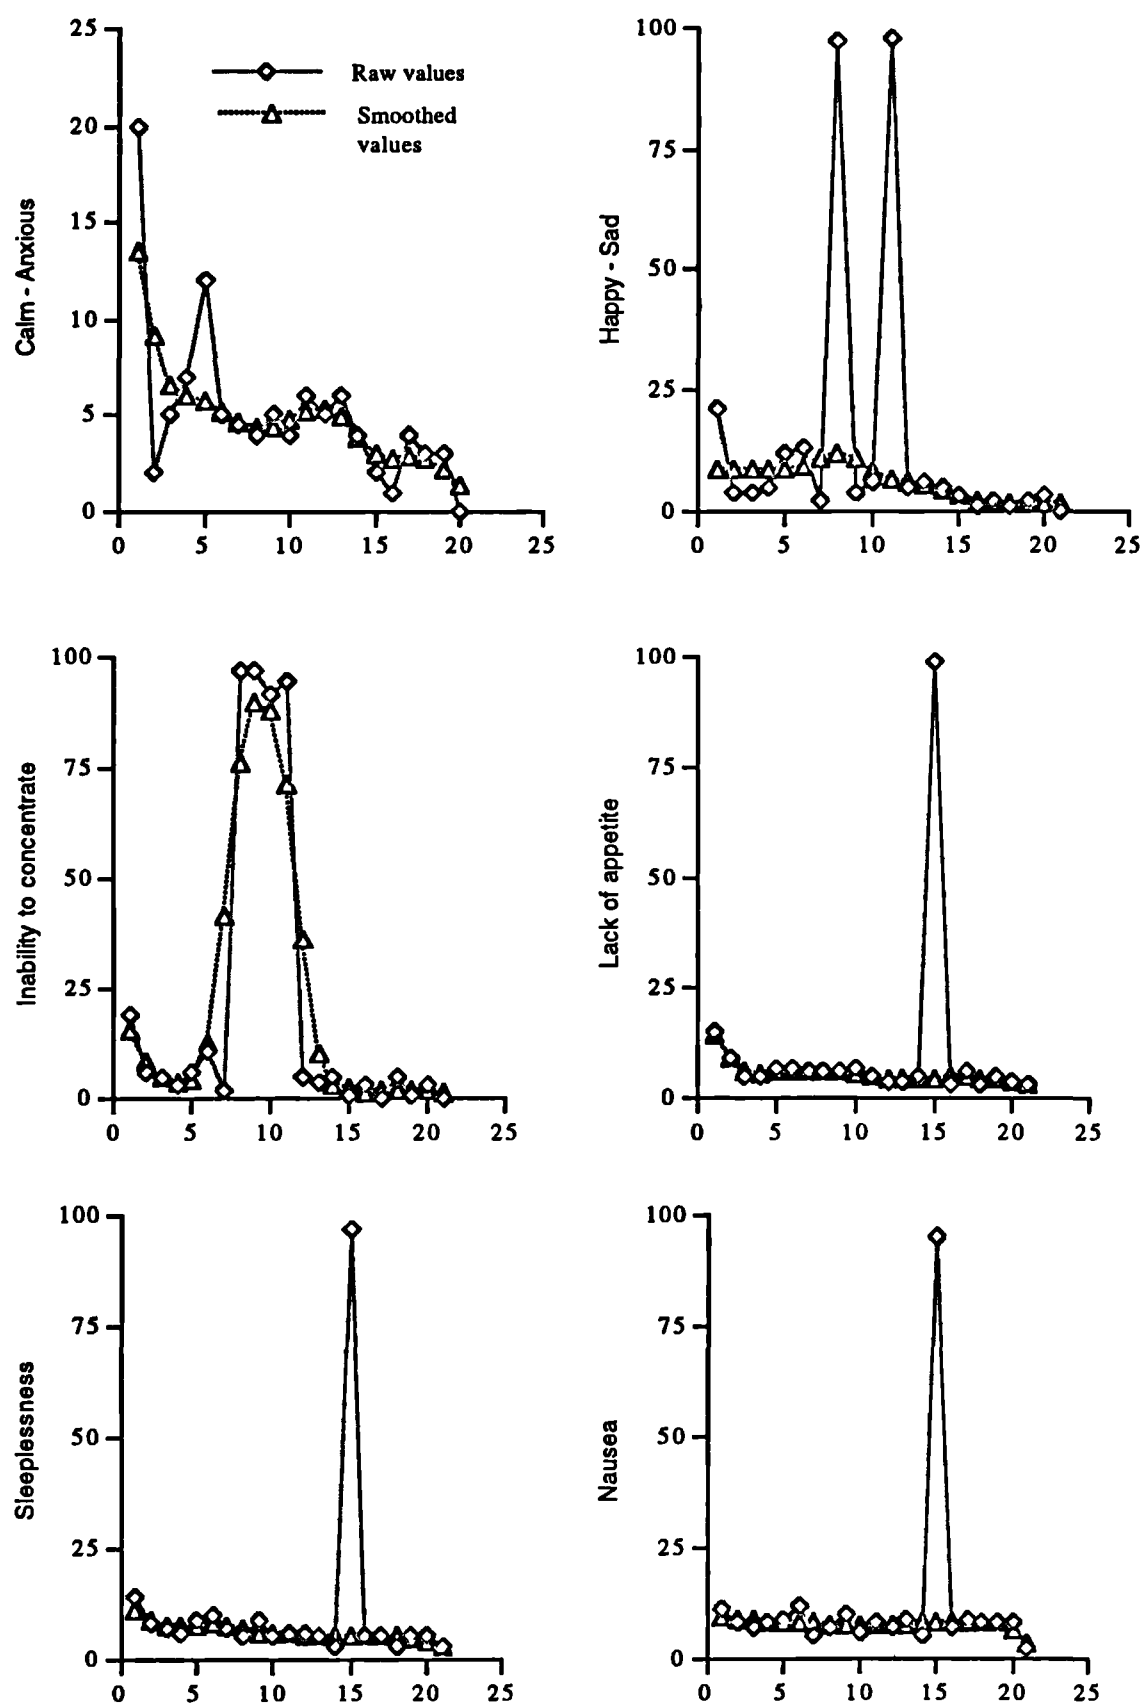 25
20
15
10
5
0
Calm - Anxious
Raw values
Smoothed
values
0 5 10 15 20 25
100
75
50
25
0
Happy - Sad
0 5 10 15 20 25
100
75
50
25
0
Inability to concentrate
0 5 10 15 20 25
100
75
50
25
0
Lack of appetite
0 5 10 15 20 25
100
75
50
25
0
Sleeplessness
0 5 10 15 20 25
100
75
50
25
0
Nausea
0 5 10 15 20 25